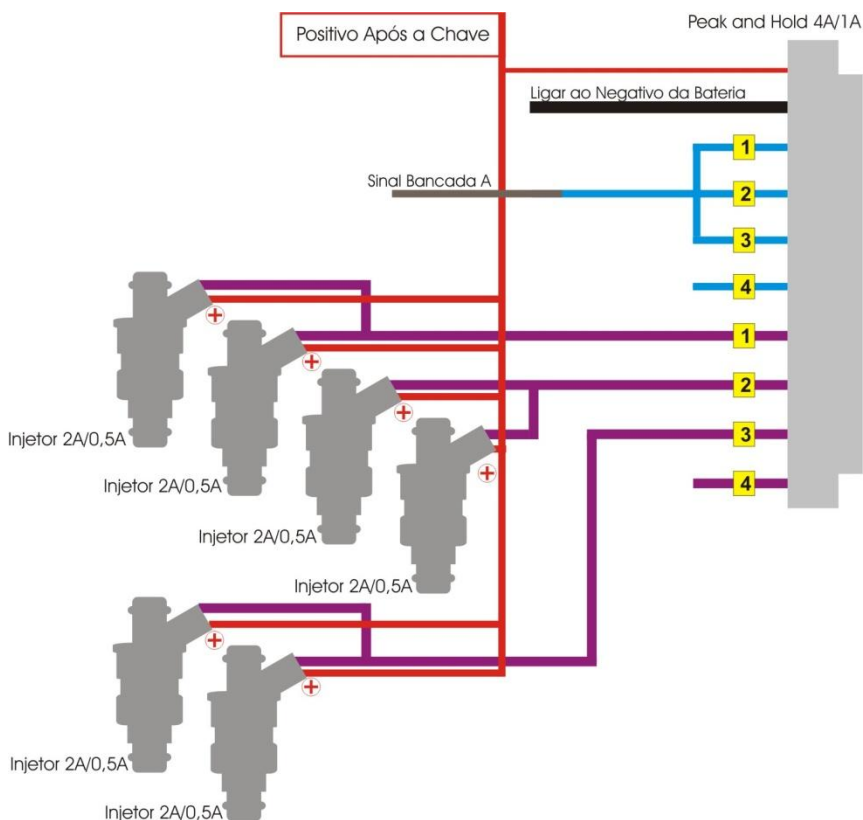 Positivo Após a Chave
Peak and Hold 4A/1A
Ligar ao Negativo da Bateria
1
Sinal Bancada A
2
3
4
1
2
3
4
Injetor 2A/0,5A
Injetor 2A/0,5A
Injetor 2A/0,5A
Injetor 2A/0,5A
Injetor 2A/0,5A
Injetor 2A/0,5A